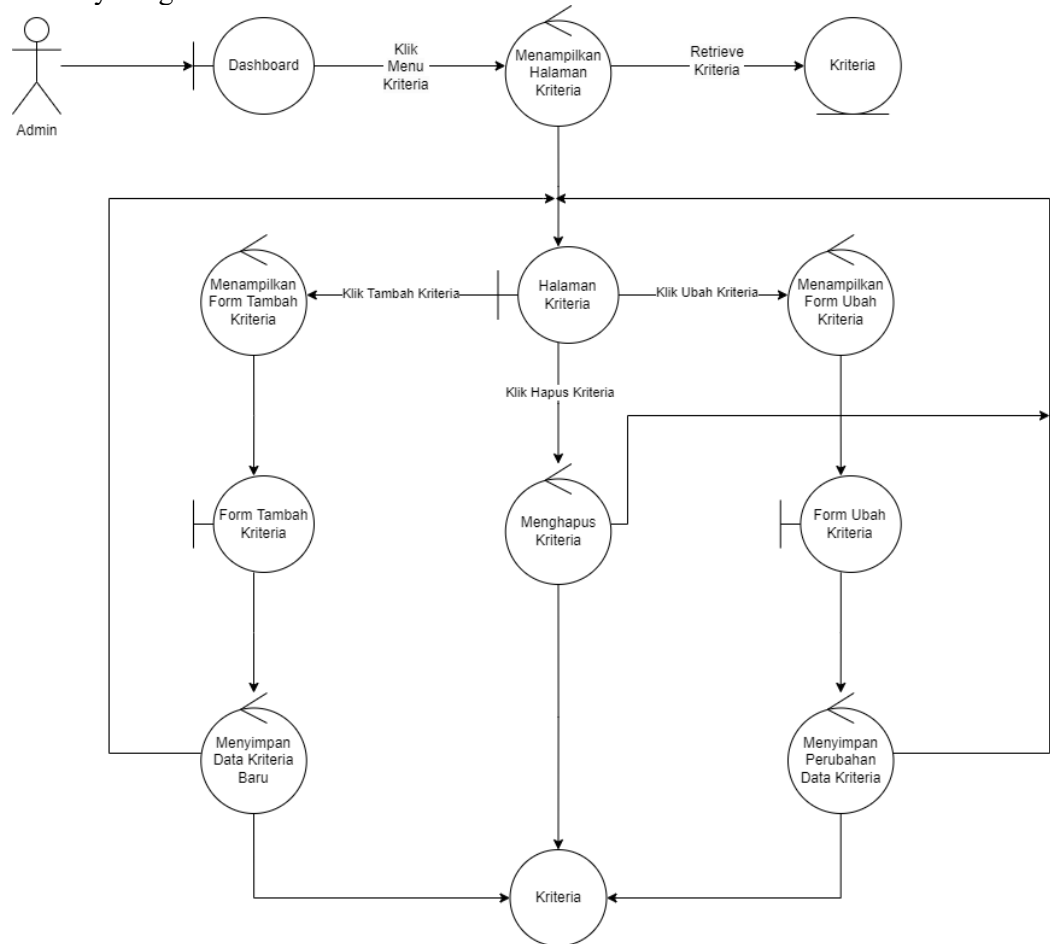 Klik
Menu
Kriteria
Dashboard
Menampilkan
Halaman
Kriteria
Retrieve
Kriteria
Kriteria
Admin
Menampilkan
Form Tambah
Kriteria
Klik Tambah Kriteria
Halaman
Kriteria
Klik Ubah Kriteria
Menampilkan
Form Ubah
Kriteria
Klik Hapus Kriteria
Form Tambah
Kriteria
Menghapus
Kriteria
Form Ubah
Kriteria
Menyimpan
Data Kriteria
Baru
Menyimpan
Perubahan
Data Kriteria
Kriteria